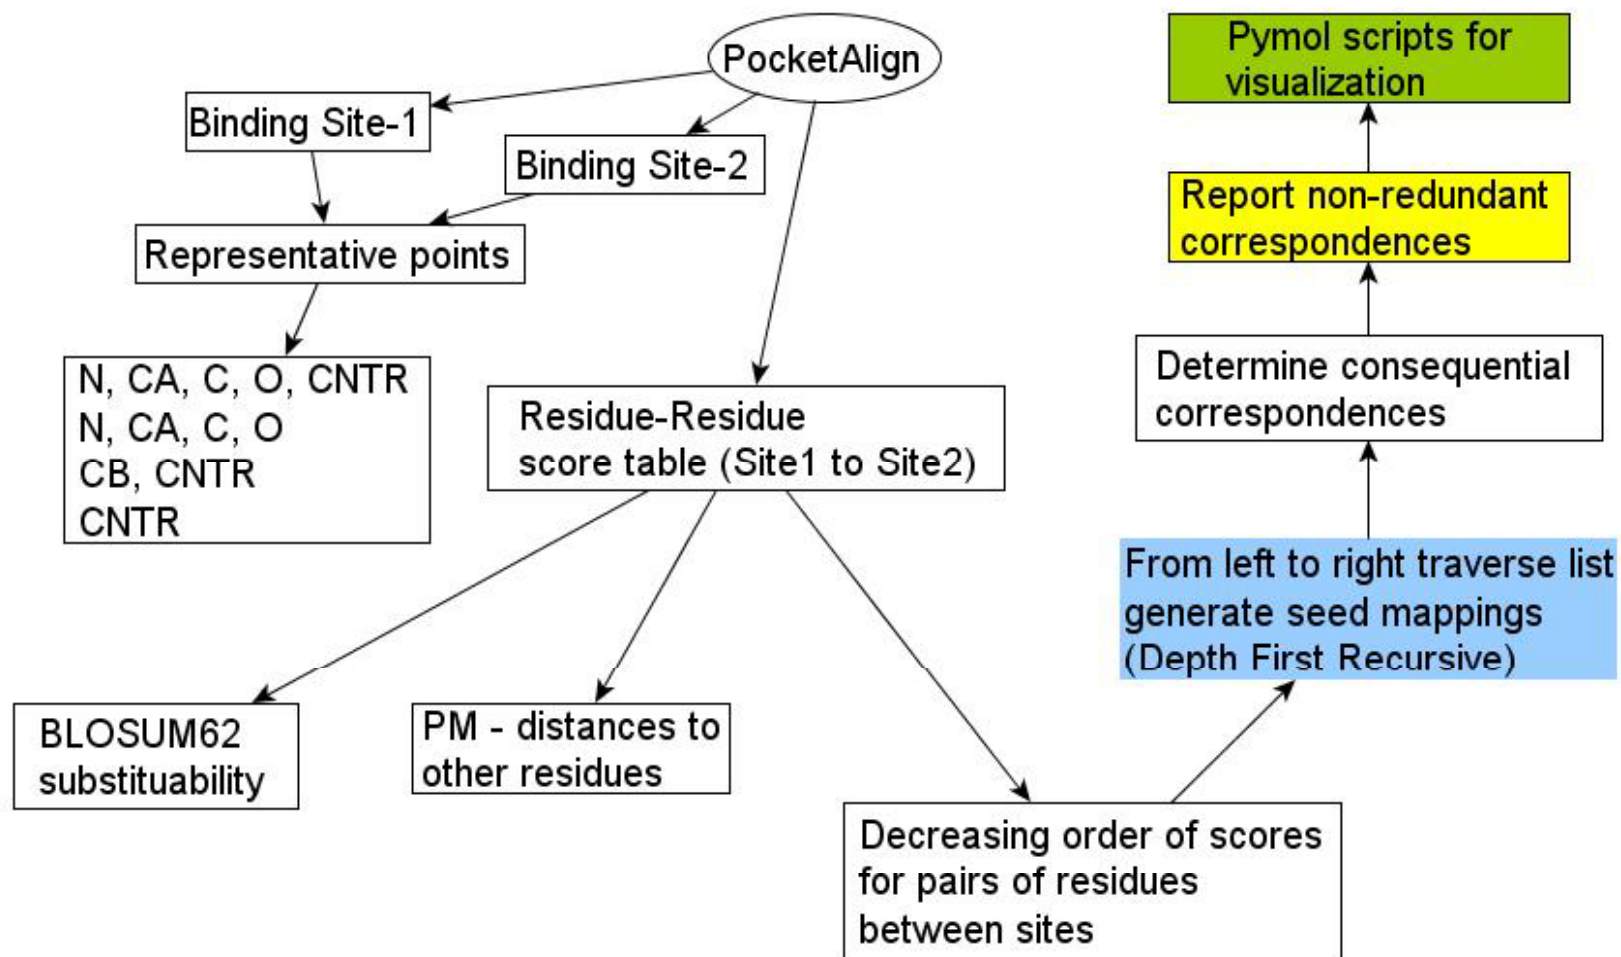 PocketAlign
Binding Site-1
Binding Site-2
Representative points
N, CA, C, O, CNTR
N, CA, C, O
CB, CNTR
CNTR
Residue-Residue
score table (Site1 to Site2)
BLOSUM62
substituability
PM - distances to
other residues
Decreasing order of scores
for pairs of residues
between sites
From left to right traverse list
generate seed mappings
(Depth First Recursive)
Determine consequential
correspondences
Report non-redundant
correspondences
Pymol scripts for
visualization